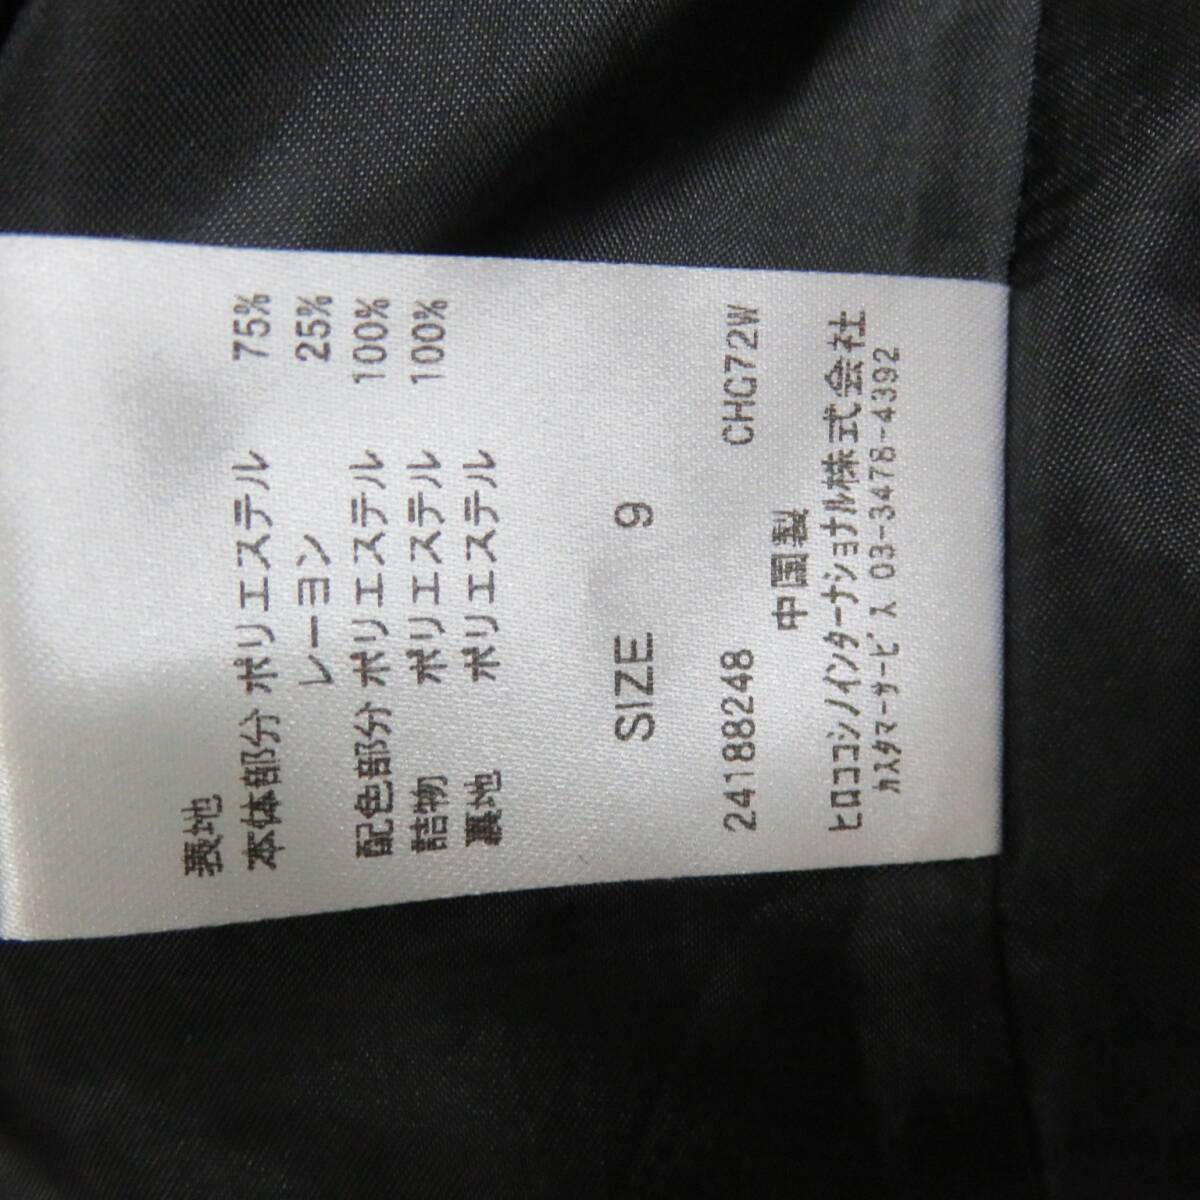 表地
本体部分 ポリエステル 75%
レーヨン 25%
配色部分 ポリエステル 100%
詰物 ポリエステル 100%
裏地 ポリエステル
SIZE 9
24188248 CHG72W
中国製
ヒロココシノインターナショナル株式会社
カスタマーサービス 03-3478-4392